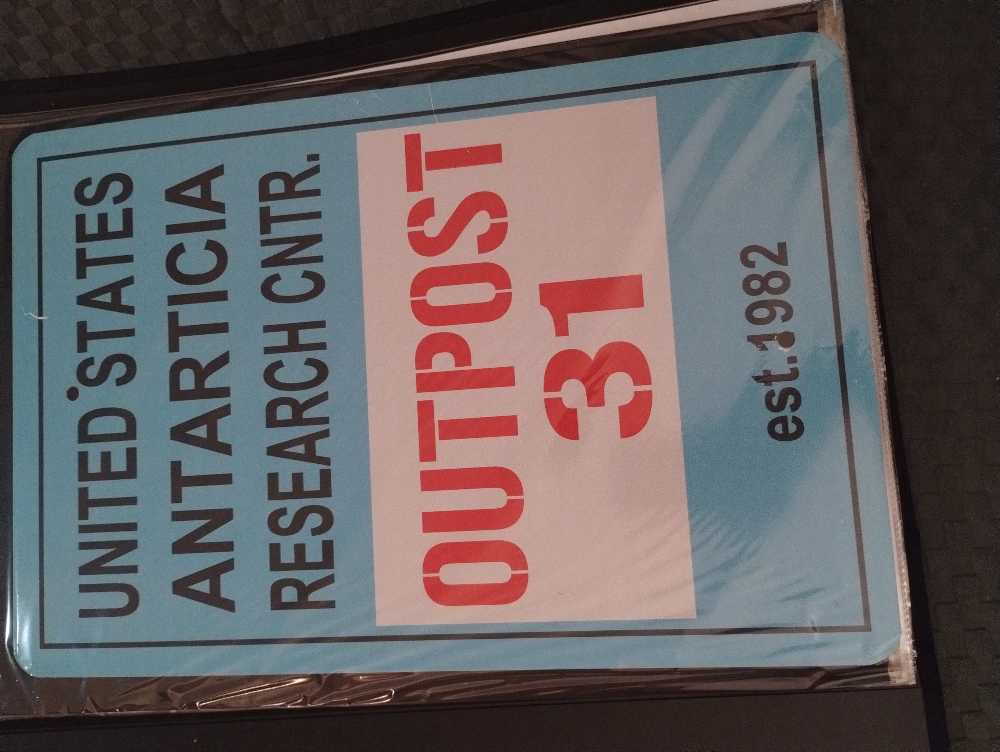 UNITED STATES
ANTARTICIA
RESEARCH CNTR.
OUTPOST
31
est.1982